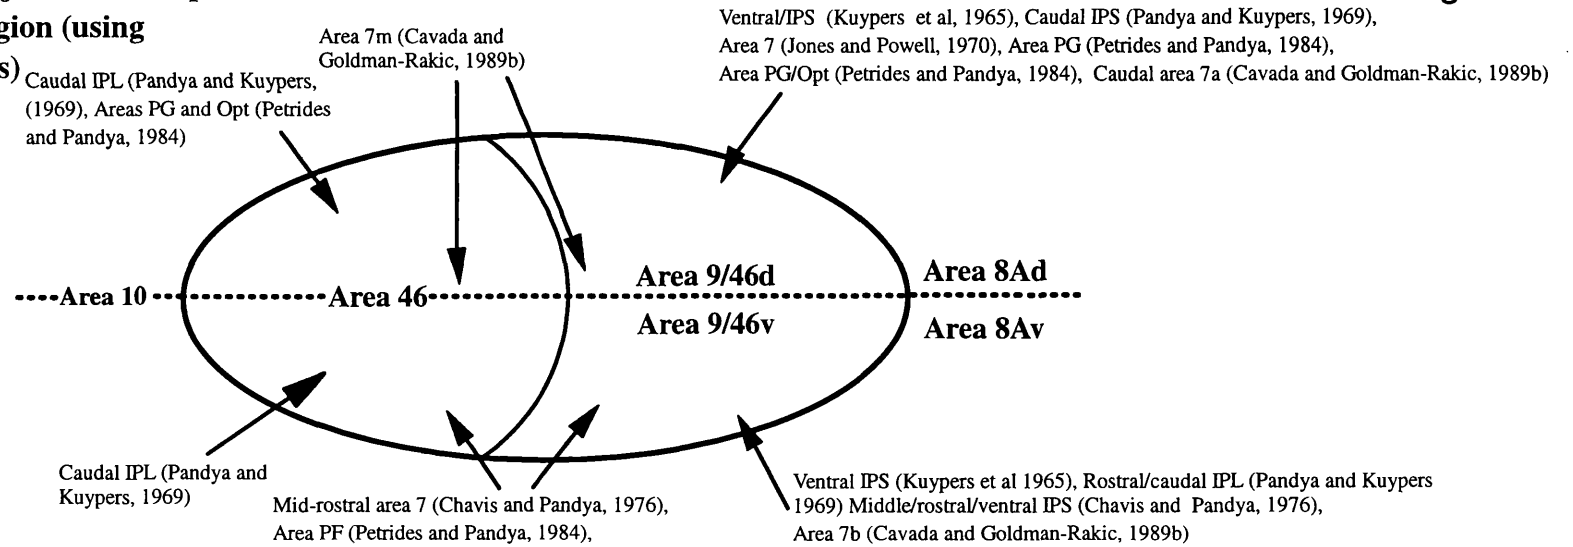 gion (using
s)
Area 7m (Cavada and
Goldman-Rakic, 1989b)
Ventral/IPS (Kuypers et al, 1965), Caudal IPS (Pandya and Kuypers, 1969),
Area 7 (Jones and Powell, 1970), Area PG (Petrides and Pandya, 1984),
Area PG/Opt (Petrides and Pandya, 1984), Caudal area 7a (Cavada and Goldman-Rakic, 1989b)
Caudal IPL (Pandya and Kuypers,
(1969), Areas PG and Opt (Petrides
and Pandya, 1984)
Area 10
Area 46
Area 9/46d
Area 9/46v
Area 8Ad
Area 8Av
Caudal IPL (Pandya and
Kuypers, 1969)
Mid-rostral area 7 (Chavis and Pandya, 1976),
Area PF (Petrides and Pandya, 1984),
Ventral IPS (Kuypers et al 1965), Rostral/caudal IPL (Pandya and Kuypers
1969) Middle/rostral/ventral IPS (Chavis and Pandya, 1976),
Area 7b (Cavada and Goldman-Rakic, 1989b)